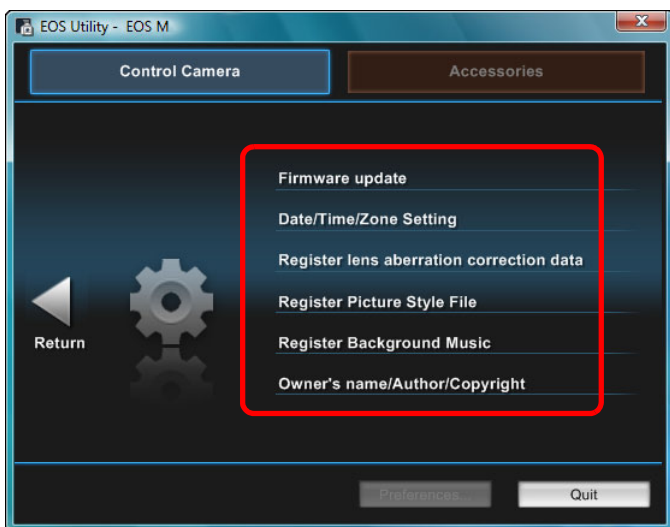 EOS Utility - EOS M
Control Camera
Accessories
Firmware update
Date/Time/Zone Setting
Register lens aberration correction data
Register Picture Style File
Return
Register Background Music
Owner's name/Author/Copyright
Preferences...
Quit